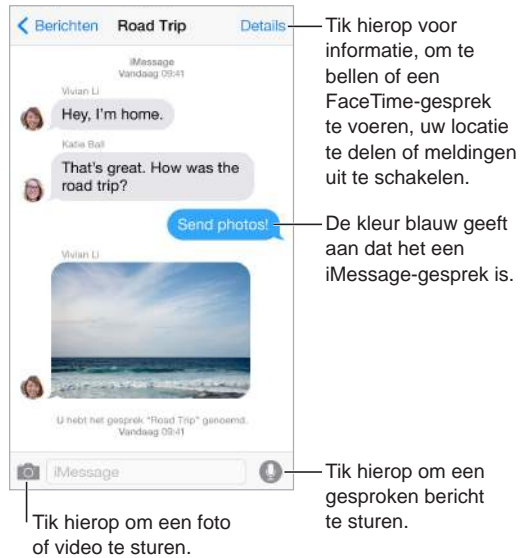 Berichten Road Trip Details
iMessage
Vandaag 09:41
Vivian Li
Hey, I'm home.
Katie Ball
That's great. How was the
road trip?
Send photos!
Vivian Li
U hebt het gesprek "Road Trip" genoemd.
Vandaag 09:41
iMessage
Tik hierop voor
informatie, om te
bellen of een
FaceTime-gesprek
te voeren, uw locatie
te delen of meldingen
uit te schakelen.
De kleur blauw geeft
aan dat het een
iMessage-gesprek is.
Tik hierop om een
gesproken bericht
te sturen.
Tik hierop om een foto
of video te sturen.